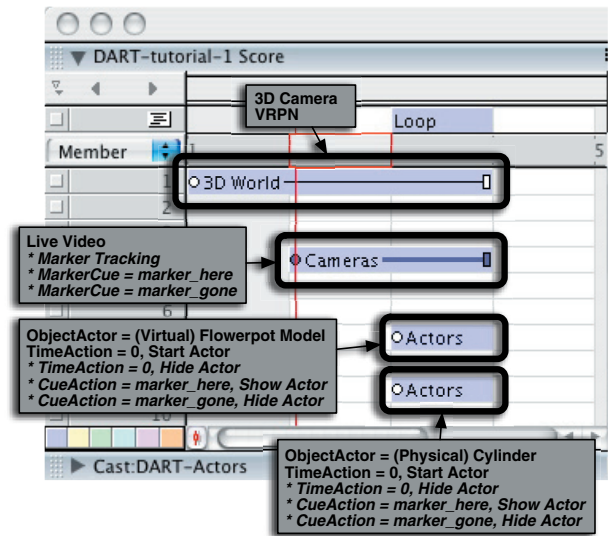 DART-tutorial-1 Score
3D Camera
VRPN
Loop
Member
1
5
1
3D World
2
Live Video
* Marker Tracking
* MarkerCue = marker_here
* MarkerCue = marker_gone
Cameras
6
ObjectActor = (Virtual) Flowerpot Model
TimeAction = 0, Start Actor
* TimeAction = 0, Hide Actor
* CueAction = marker_here, Show Actor
* CueAction = marker_gone, Hide Actor
Actors
Actors
10
ObjectActor = (Physical) Cylinder
TimeAction = 0, Start Actor
* TimeAction = 0, Hide Actor
* CueAction = marker_here, Show Actor
* CueAction = marker_gone, Hide Actor
Cast:DART-Actors